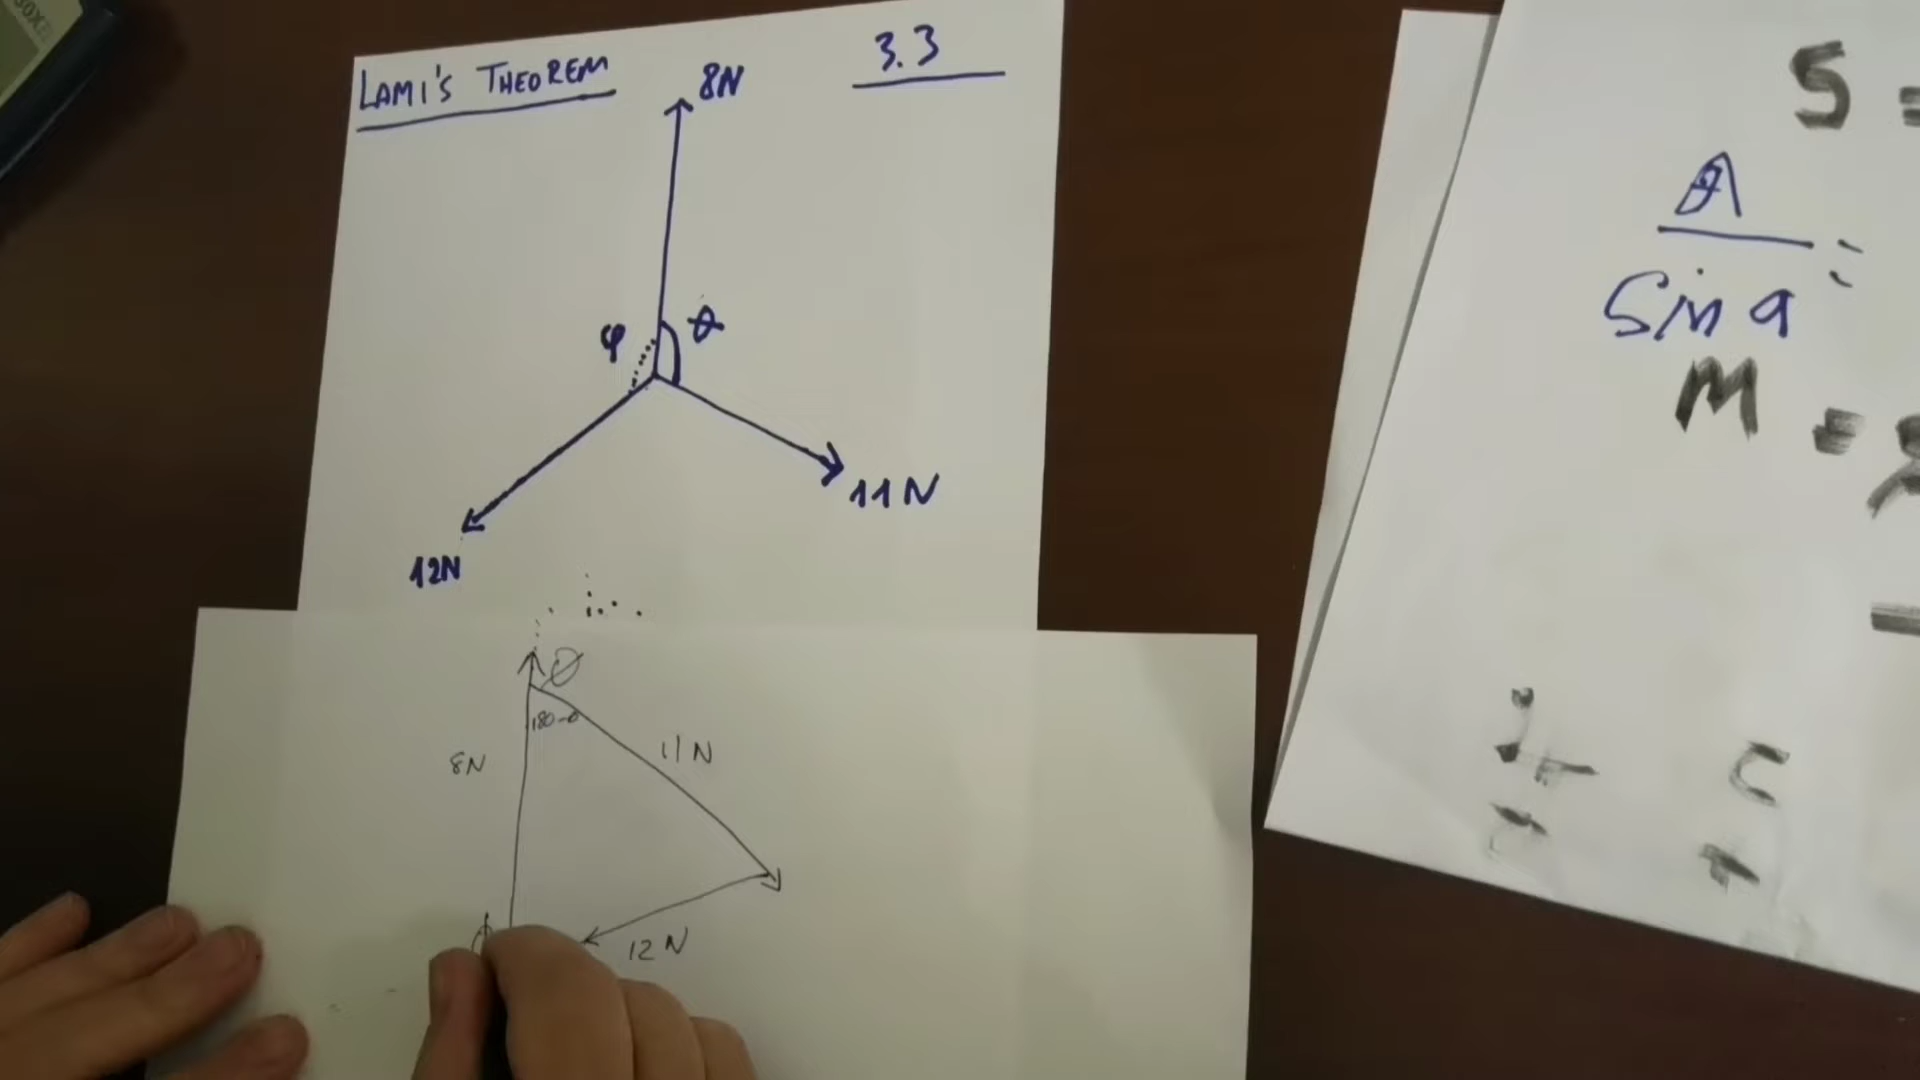 LAMI'S THEOREM
3.3
8N
φ
θ
11N
12N
θ
180-θ
8N
11N
12N
S =
A
Sin a
=
M =